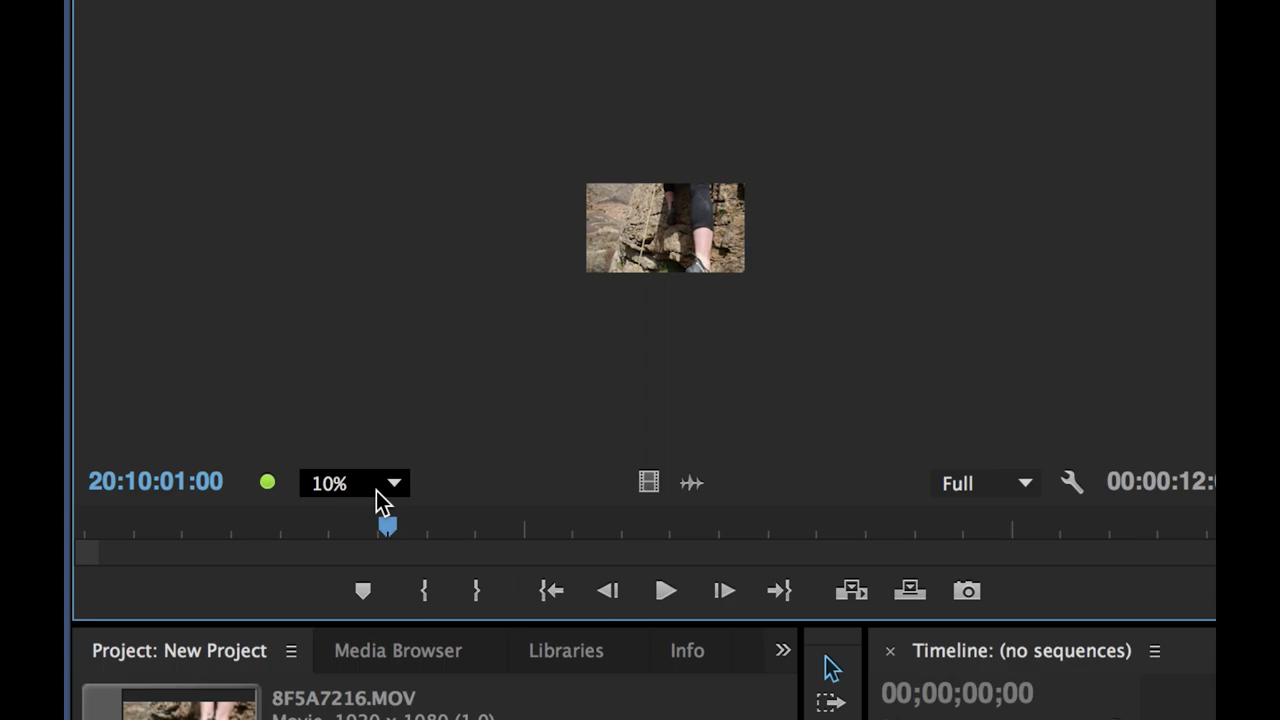 20:10:01:00
10%
Full
00:00:12:
Project: New Project
Media Browser
Libraries
Info
Timeline: (no sequences)
00;00;00;00
8F5A7216.MOV
Movie, 1920 x 1080 (1.0)